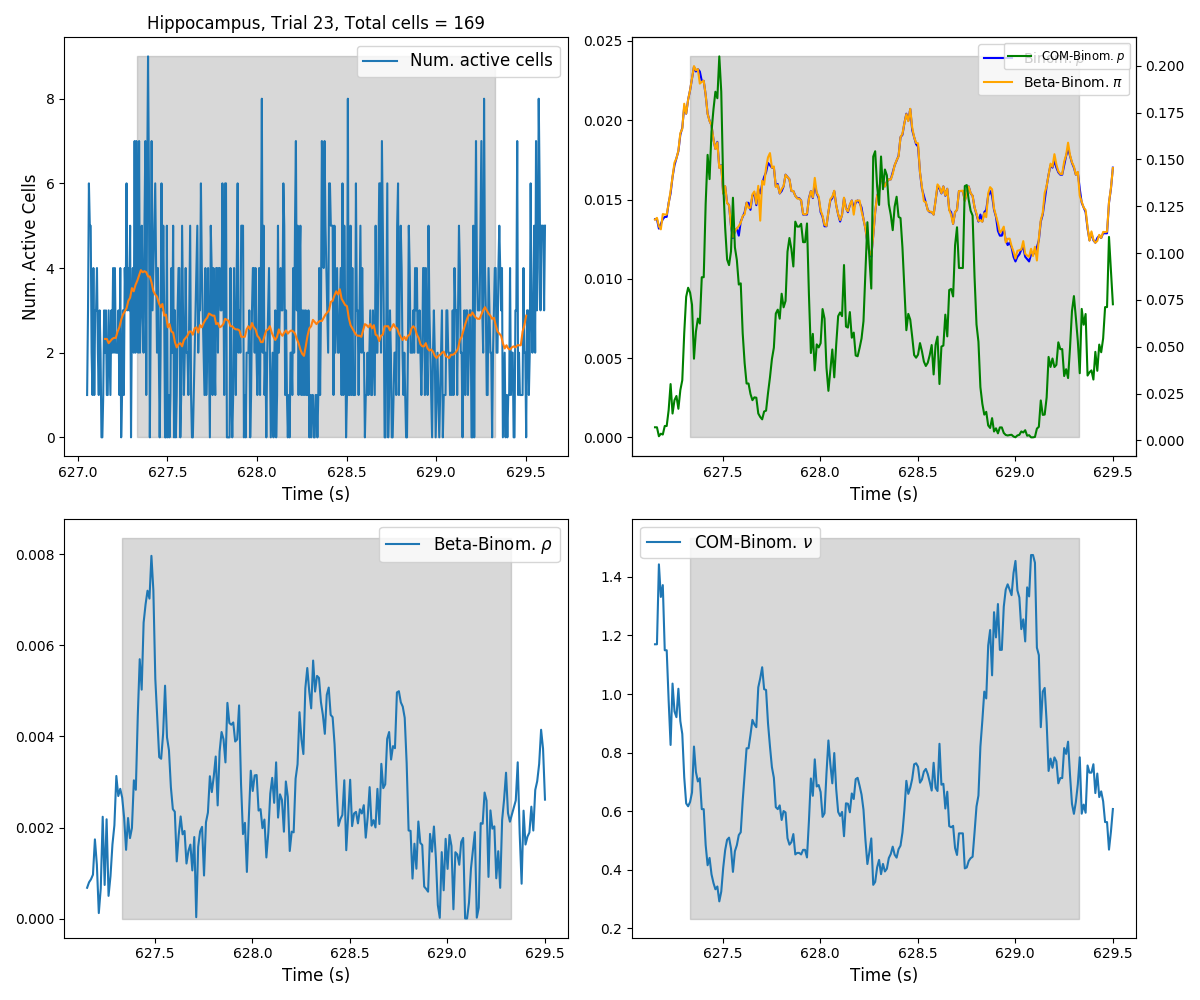 Hippocampus, Trial 23, Total cells = 169
Num. active cells
Num. Active Cells
8
6
4
2
0
627.0 627.5 628.0 628.5 629.0 629.5
Time (s)
COM-Binom. p
Binom. p
Beta-Binom. π
0.025
0.020
0.015
0.010
0.005
0.000
0.200
0.175
0.150
0.125
0.100
0.075
0.050
0.025
0.000
627.5 628.0 628.5 629.0 629.5
Time (s)
Beta-Binom. ρ
0.008
0.006
0.004
0.002
0.000
627.5 628.0 628.5 629.0 629.5
Time (s)
COM-Binom. ν
1.4
1.2
1.0
0.8
0.6
0.4
0.2
627.5 628.0 628.5 629.0 629.5
Time (s)